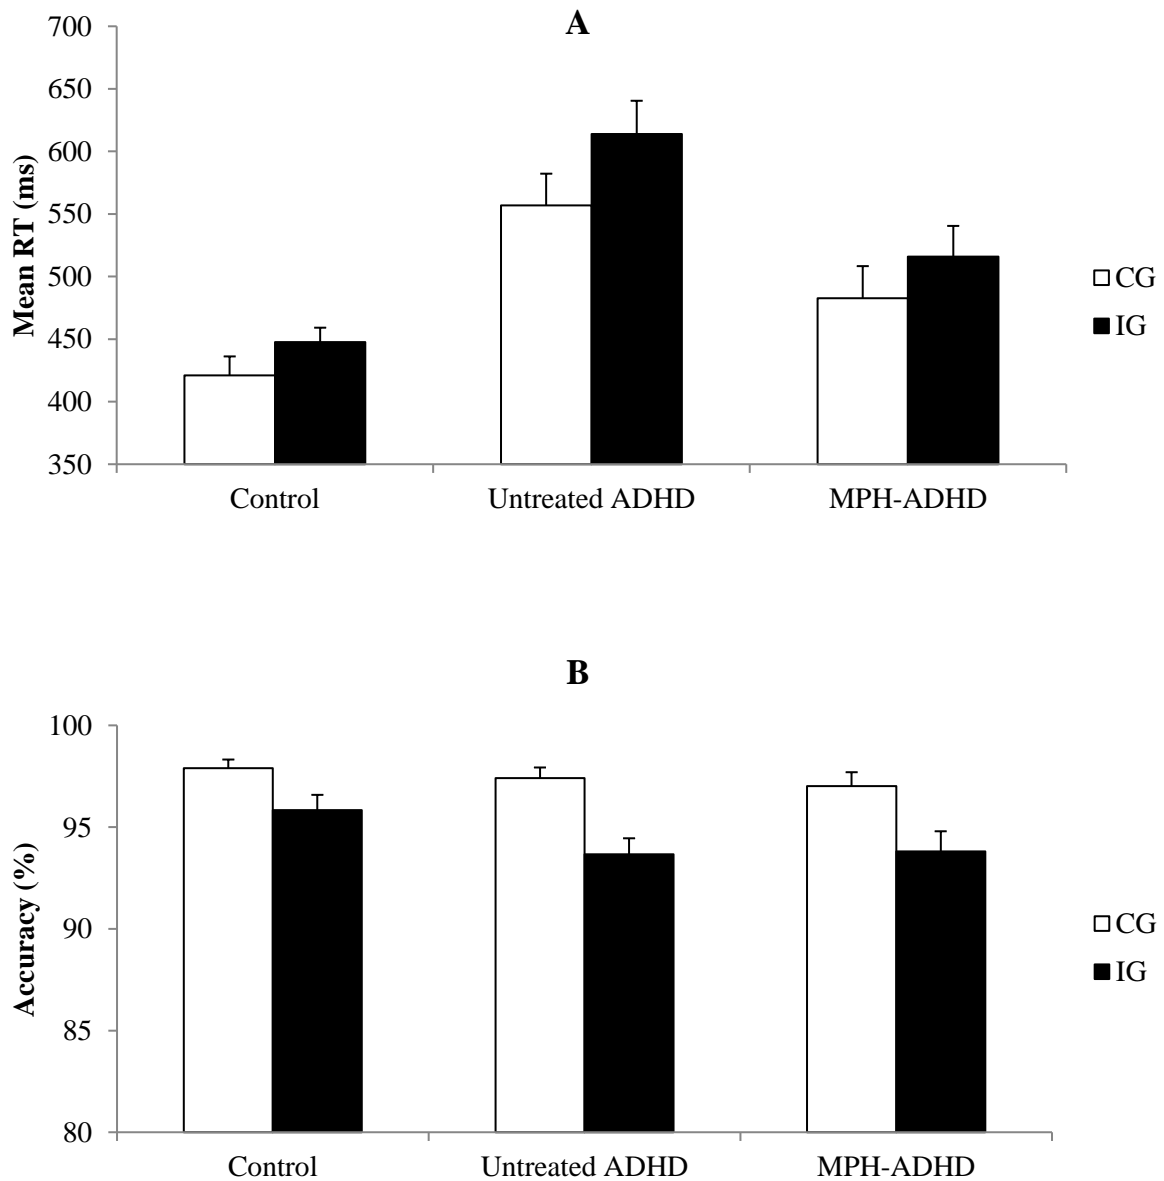 A
700
650
600
550
500
450
400
350
Mean RT (ms)
Control
Untreated ADHD
MPH-ADHD
CG
IG
B
100
95
90
85
80
Accuracy (%)
Control
Untreated ADHD
MPH-ADHD
CG
IG